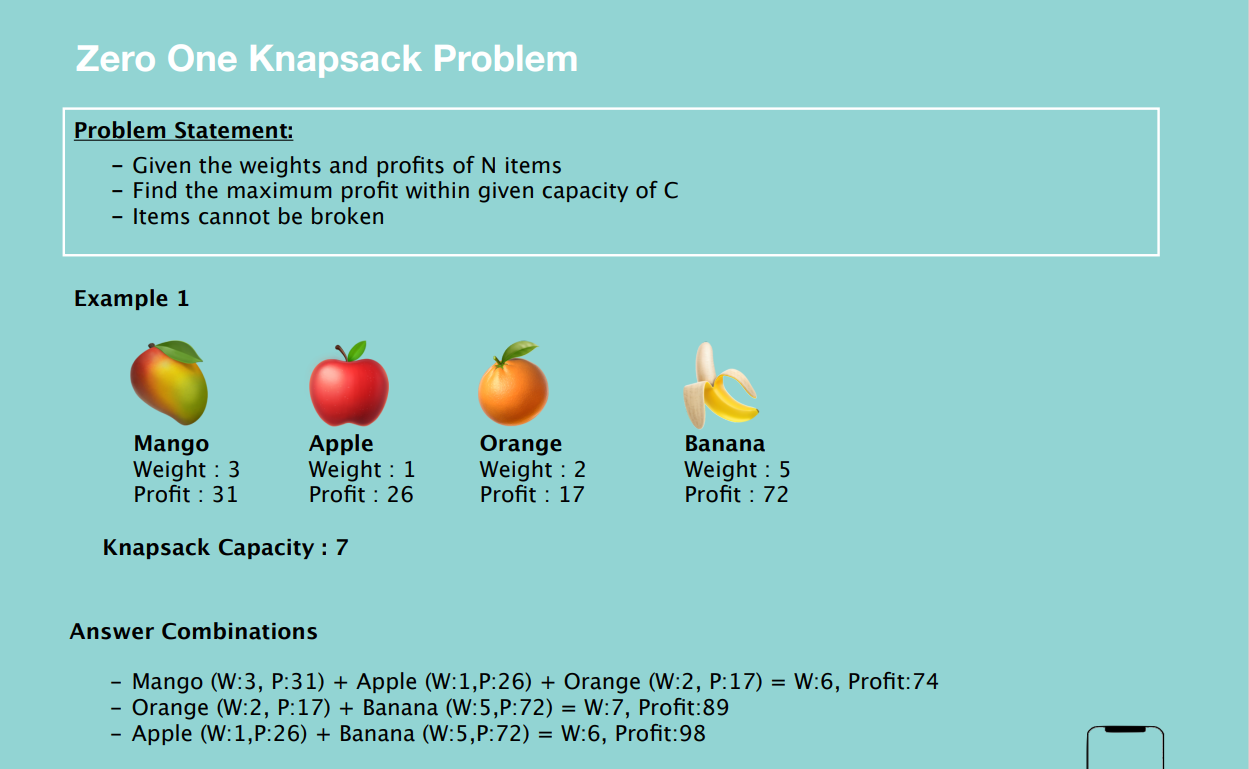 Zero One Knapsack Problem
Problem Statement:
– Given the weights and profits of N items
– Find the maximum profit within given capacity of C
– Items cannot be broken
Example 1
Mango
Weight : 3
Profit : 31
Apple
Weight : 1
Profit : 26
Orange
Weight : 2
Profit : 17
Banana
Weight : 5
Profit : 72
Knapsack Capacity : 7
Answer Combinations
– Mango (W:3, P:31) + Apple (W:1,P:26) + Orange (W:2, P:17) = W:6, Profit:74
– Orange (W:2, P:17) + Banana (W:5,P:72) = W:7, Profit:89
– Apple (W:1,P:26) + Banana (W:5,P:72) = W:6, Profit:98